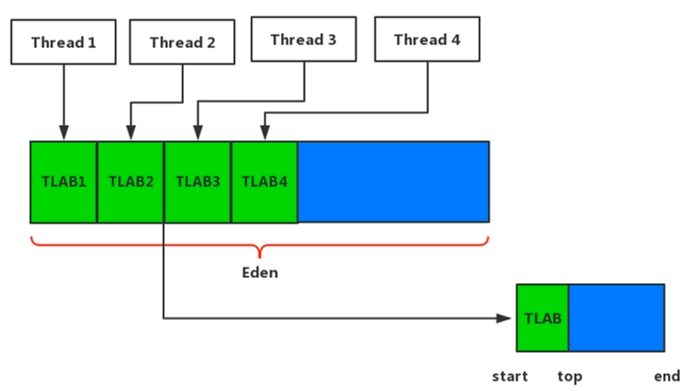 Thread 1
Thread 2
Thread 3
Thread 4
TLAB1
TLAB2
TLAB3
TLAB4
Eden
TLAB
start
top
end